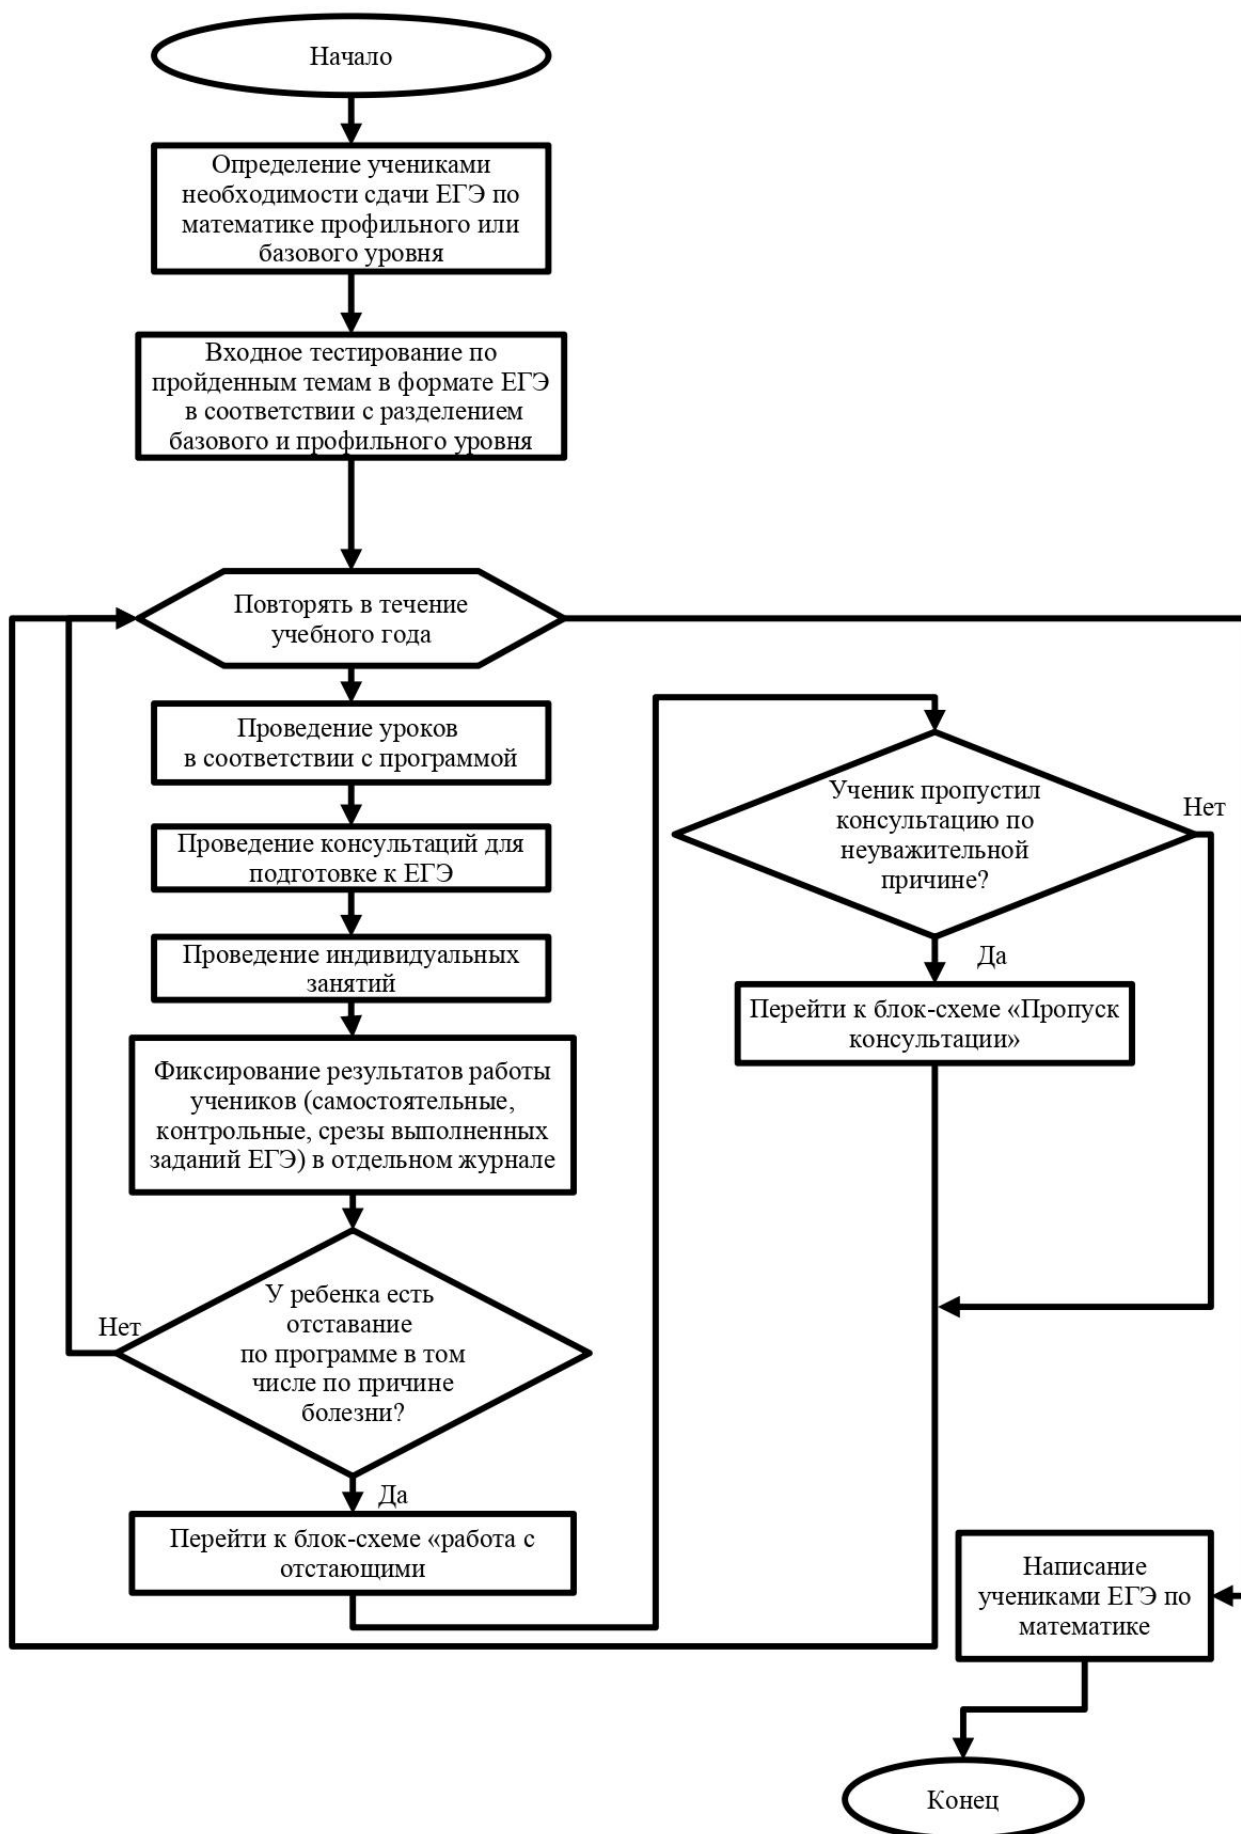 Начало
Определение учениками
необходимости сдачи ЕГЭ по
математике профильного или
базового уровня
Входное тестирование по
пройденным темам в формате ЕГЭ
в соответствии с разделением
базового и профильного уровня
Повторять в течение
учебного года
Проведение уроков
в соответствии с программой
Проведение консультаций для
подготовке к ЕГЭ
Проведение индивидуальных
занятий
Фиксирование результатов работы
учеников (самостоятельные,
контрольные, срезы выполненных
заданий ЕГЭ) в отдельном журнале
У ребенка есть
отставание
по программе в том
числе по причине
болезни?
Нет
Да
Перейти к блок-схеме «работа с
отстающими
Ученик пропустил
консультацию по
неуважительной
причине?
Нет
Да
Перейти к блок-схеме «Пропуск
консультации»
Написание
учениками ЕГЭ по
математике
Конец